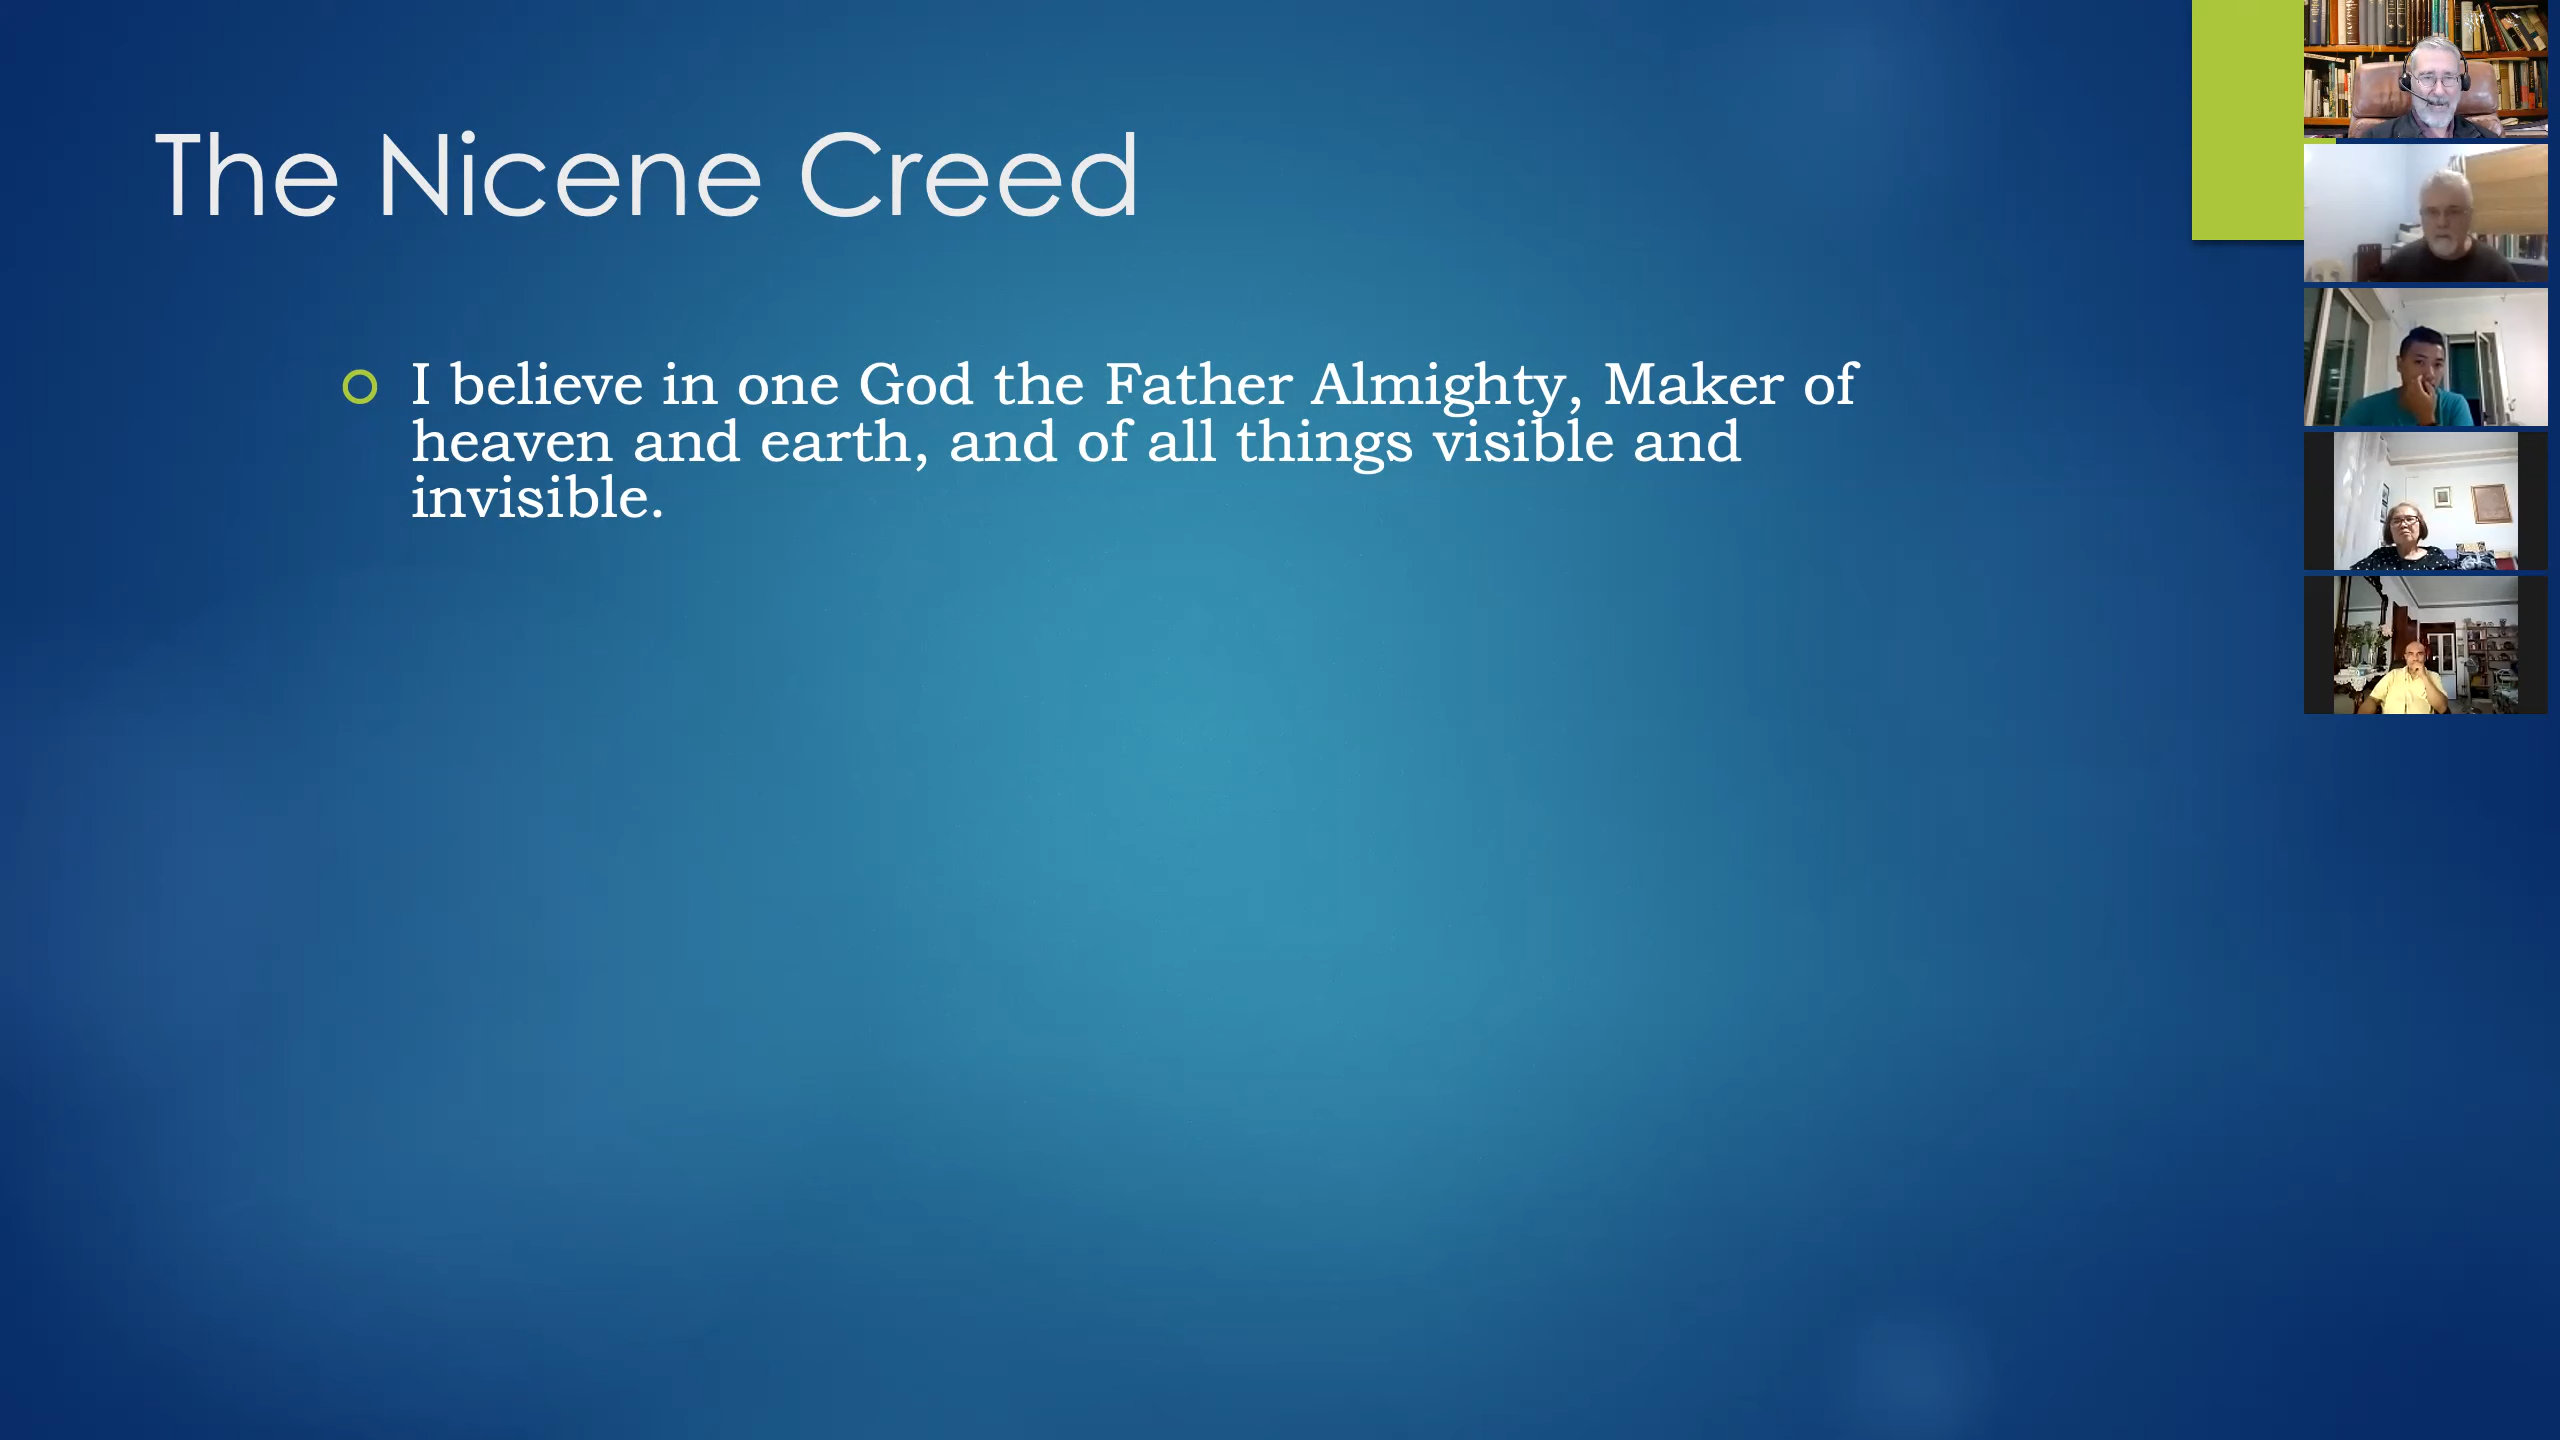 The Nicene Creed
I believe in one God the Father Almighty, Maker of
heaven and earth, and of all things visible and
invisible.